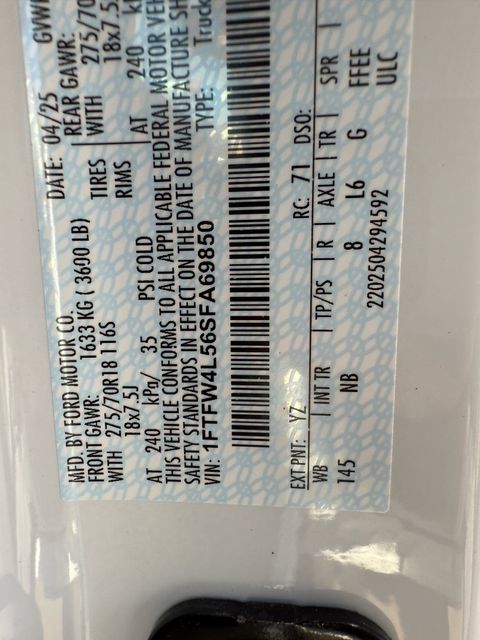 MFD. BY FORD MOTOR CO.
DATE: 04/25
FRONT GAWR: 1633 KG ( 3600 LB)
REAR GAWR:
WITH 275/70R18 116S TIRES
WITH 275/70
18x7.5J RIMS
18x7.5
AT 240 kPa/ 35 PSI COLD
AT 240
THIS VEHICLE CONFORMS TO ALL APPLICABLE FEDERAL MOTOR VEH
SAFETY STANDARDS IN EFFECT ON THE DATE OF MANUFACTURE SH
VIN: 1FTFW4L56SFA69850
TYPE: Truck
EXT PNT: YZ RC: 71 DSO:
WB | INT TR | TP/PS | R | AXLE | TR | SPR
145 NB 8 L6 G FFEE
2202504294592 ULC